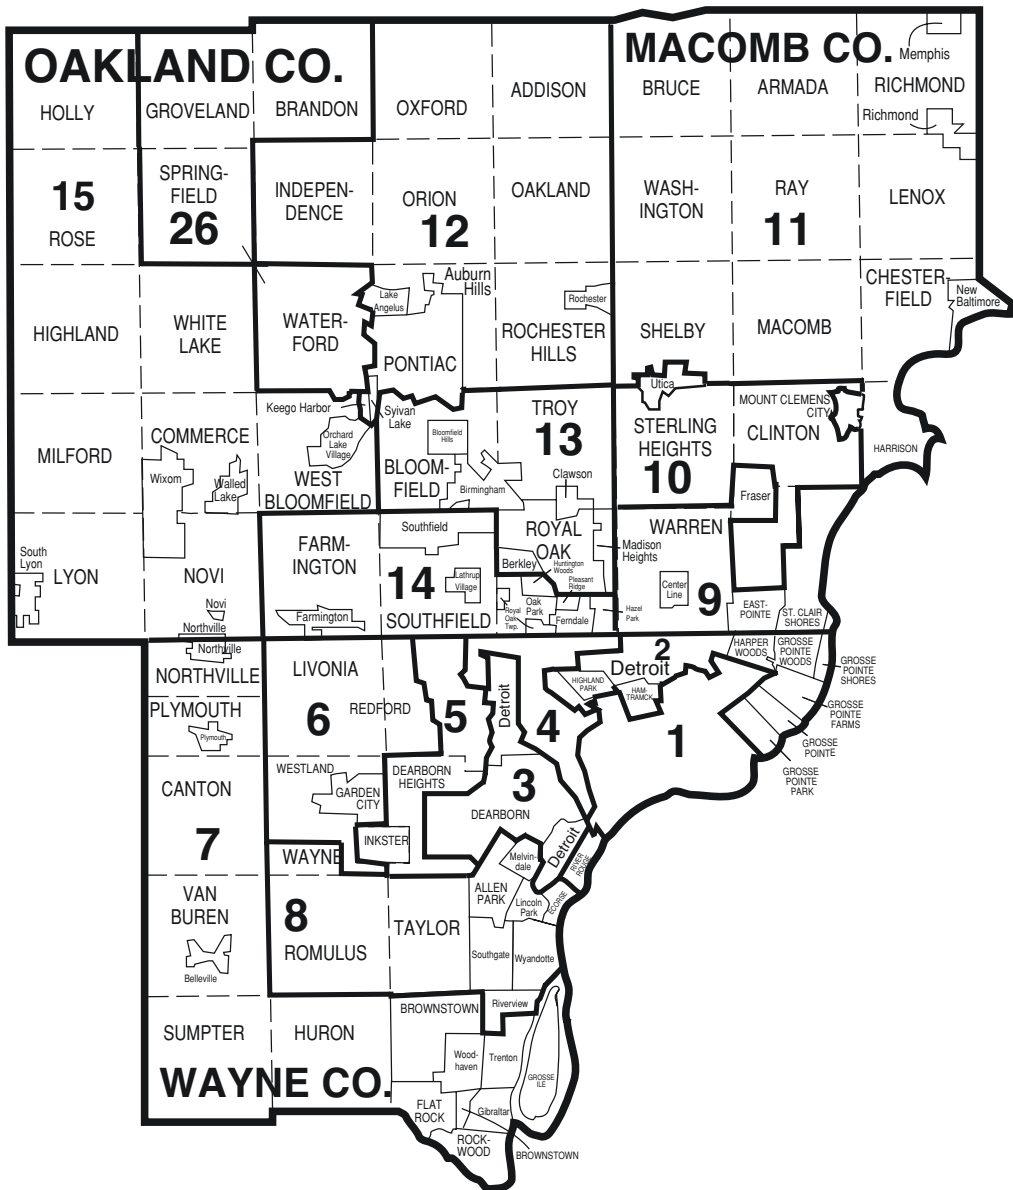 OAKLAND CO.
MACOMB CO.
Memphis
HOLLY
GROVELAND
BRANDON
OXFORD
ADDISON
BRUCE
ARMADA
RICHMOND
Richmond
15
ROSE
SPRING-
FIELD
26
INDEPEN-
DENCE
ORION
12
OAKLAND
WASH-
INGTON
RAY
11
LENOX
HIGHLAND
WHITE
LAKE
WATER-
FORD
Lake
Angelus
Auburn
Hills
PONTIAC
Rochester
ROCHESTER
HILLS
SHELBY
MACOMB
CHESTER-
FIELD
New
Baltimore
Utica
Keego Harbor
Sylvan
Lake
MILFORD
COMMERCE
Wixom
Walled
Lake
Orchard
Lake
Village
WEST
BLOOMFIELD
Bloomfield
Hills
BLOOM-
FIELD
Birmingham
TROY
13
Clawson
STERLING
HEIGHTS
10
MOUNT CLEMENS
CITY
CLINTON
HARRISON
Fraser
South
Lyon
LYON
NOVI
Novi
Northville
Northville
FARM-
INGTON
Farmington
Southfield
14
Lathrup
Village
SOUTHFIELD
ROYAL
OAK
Berkley
Huntington
Woods
Pleasant
Ridge
Royal
Oak
Twp.
Oak
Park
Ferndale
Hazel
Park
Madison
Heights
WARREN
Center
Line
9
EAST-
POINTE
ST. CLAIR
SHORES
NORTHVILLE
LIVONIA
6
REDFORD
5
Detroit
4
HIGHLAND
PARK
2
Detroit
HAM-
TRAMCK
HARPER
WOODS
GROSSE
POINTE
WOODS
GROSSE
POINTE
SHORES
GROSSE
POINTE
FARMS
GROSSE
POINTE
GROSSE
POINTE
PARK
1
PLYMOUTH
Plymouth
CANTON
7
WESTLAND
GARDEN
CITY
DEARBORN
HEIGHTS
3
DEARBORN
WAYNE
INKSTER
Melvin-
dale
Detroit
RIVER
ROUGE
VAN
BUREN
Belleville
8
ROMULUS
TAYLOR
ALLEN
PARK
Lincoln
Park
ECORSE
Southgate
Wyandotte
SUMPTER
HURON
BROWNSTOWN
Riverview
Wood-
haven
Trenton
GROSSE
ILE
WAYNE CO.
FLAT
ROCK
Gibraltar
ROCK-
WOOD
BROWNSTOWN